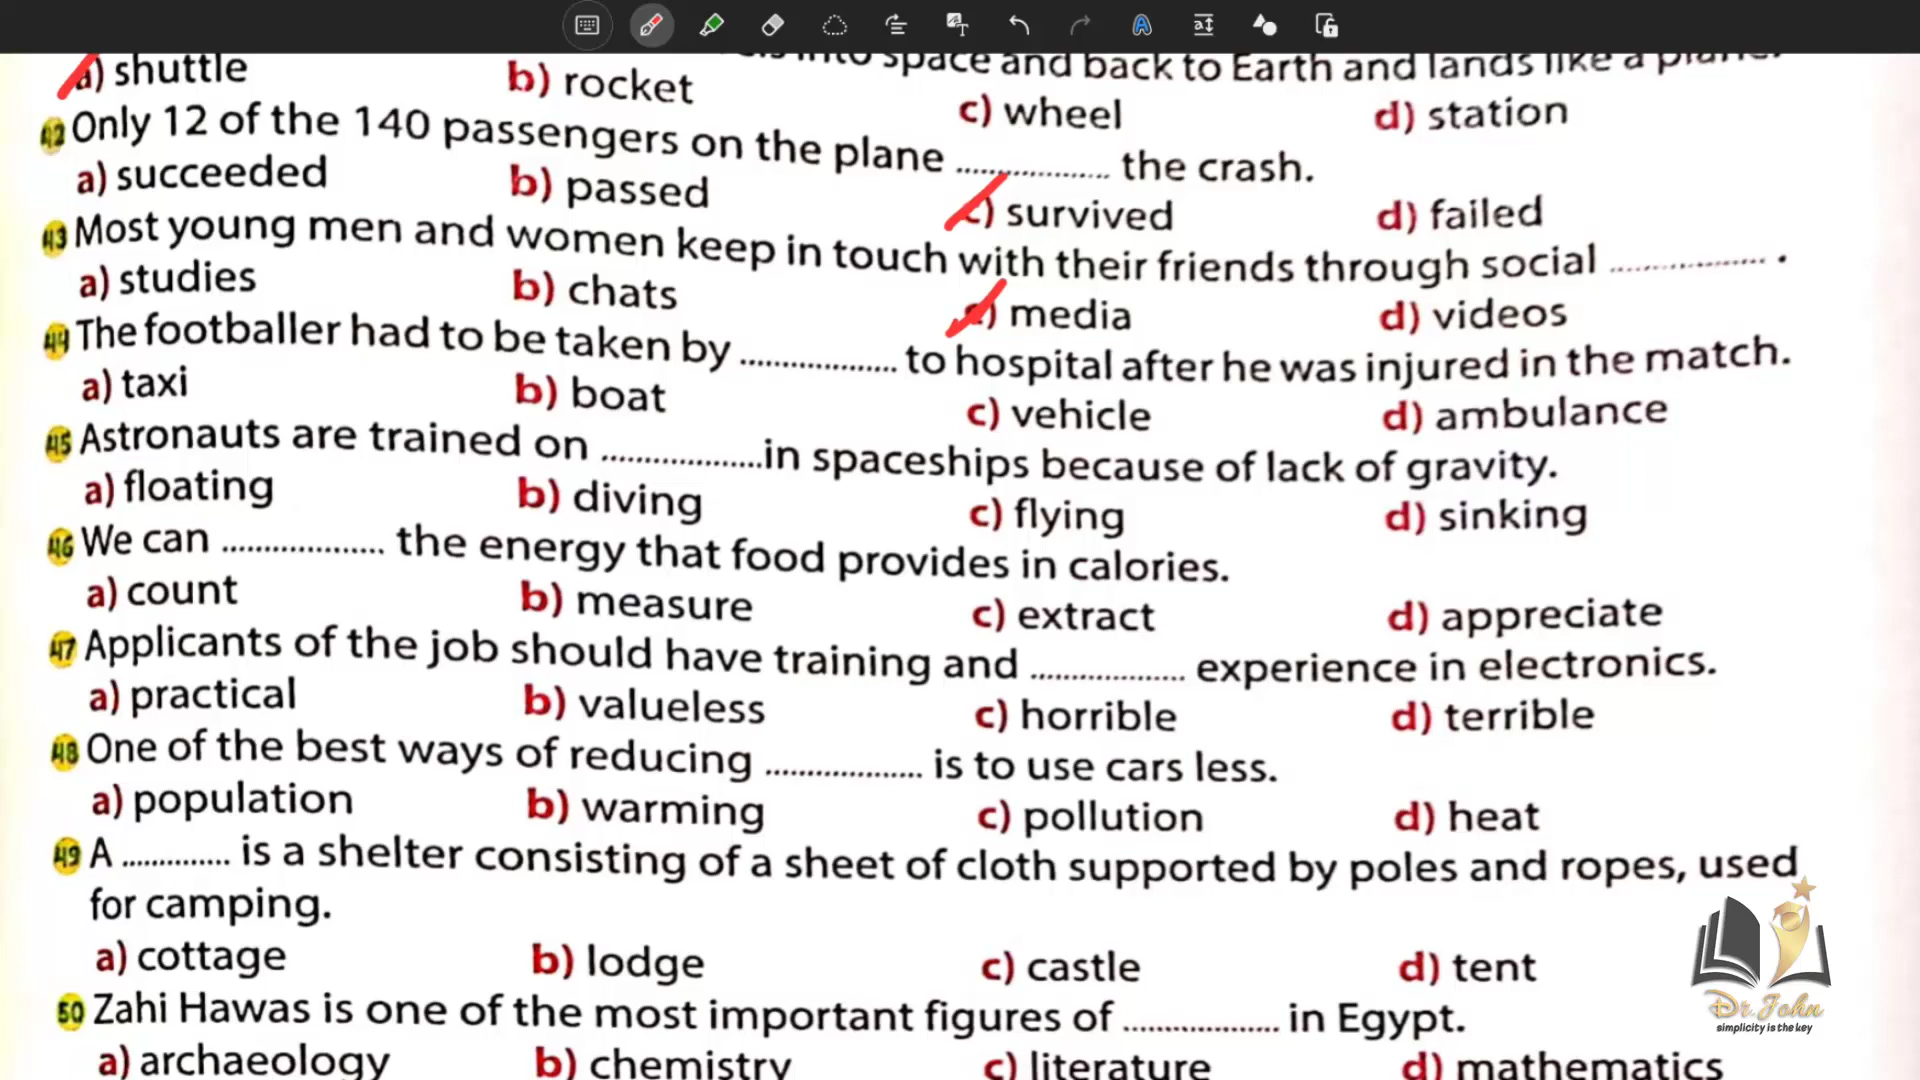 into space and back to Earth and lands like a plane.
a) shuttle b) rocket c) wheel d) station
42 Only 12 of the 140 passengers on the plane .................. the crash.
a) succeeded b) passed c) survived d) failed
43 Most young men and women keep in touch with their friends through social .................. .
a) studies b) chats c) media d) videos
44 The footballer had to be taken by .................. to hospital after he was injured in the match.
a) taxi b) boat c) vehicle d) ambulance
45 Astronauts are trained on ..................in spaceships because of lack of gravity.
a) floating b) diving c) flying d) sinking
46 We can .................. the energy that food provides in calories.
a) count b) measure c) extract d) appreciate
47 Applicants of the job should have training and .................. experience in electronics.
a) practical b) valueless c) horrible d) terrible
48 One of the best ways of reducing .................. is to use cars less.
a) population b) warming c) pollution d) heat
49 A ............. is a shelter consisting of a sheet of cloth supported by poles and ropes, used
for camping.
a) cottage b) lodge c) castle d) tent
50 Zahi Hawas is one of the most important figures of .................. in Egypt.
a) archaeology b) chemistry c) literature d) mathematics
Dr. John
simplicity is the key